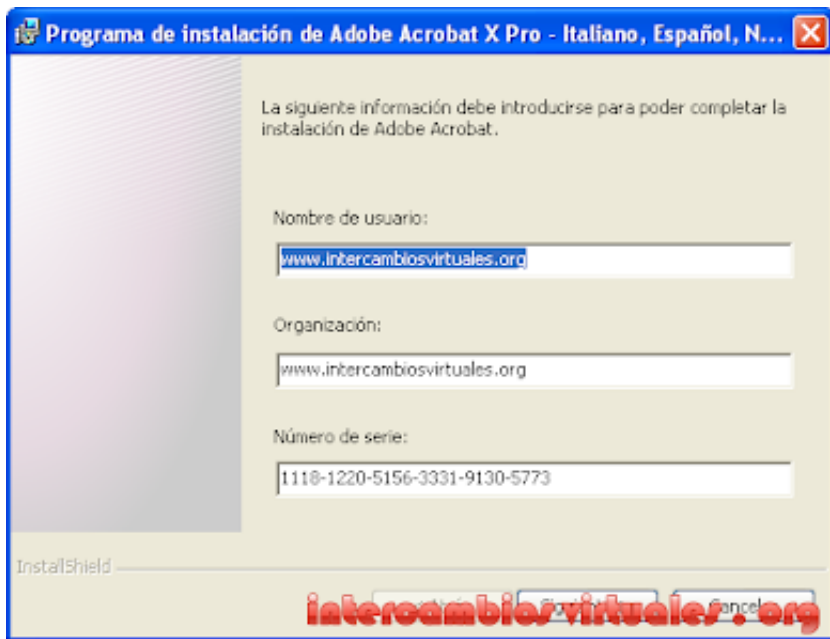 Programa de instalación de Adobe Acrobat X Pro - Italiano, Español, N...
La siguiente información debe introducirse para poder completar la
instalación de Adobe Acrobat.
Nombre de usuario:
www.intercambiosvirtuales.org
Organización:
www.intercambiosvirtuales.org
Número de serie:
1118-1220-5156-3331-9130-5773
InstallShield
intercambiosvirtuales.org